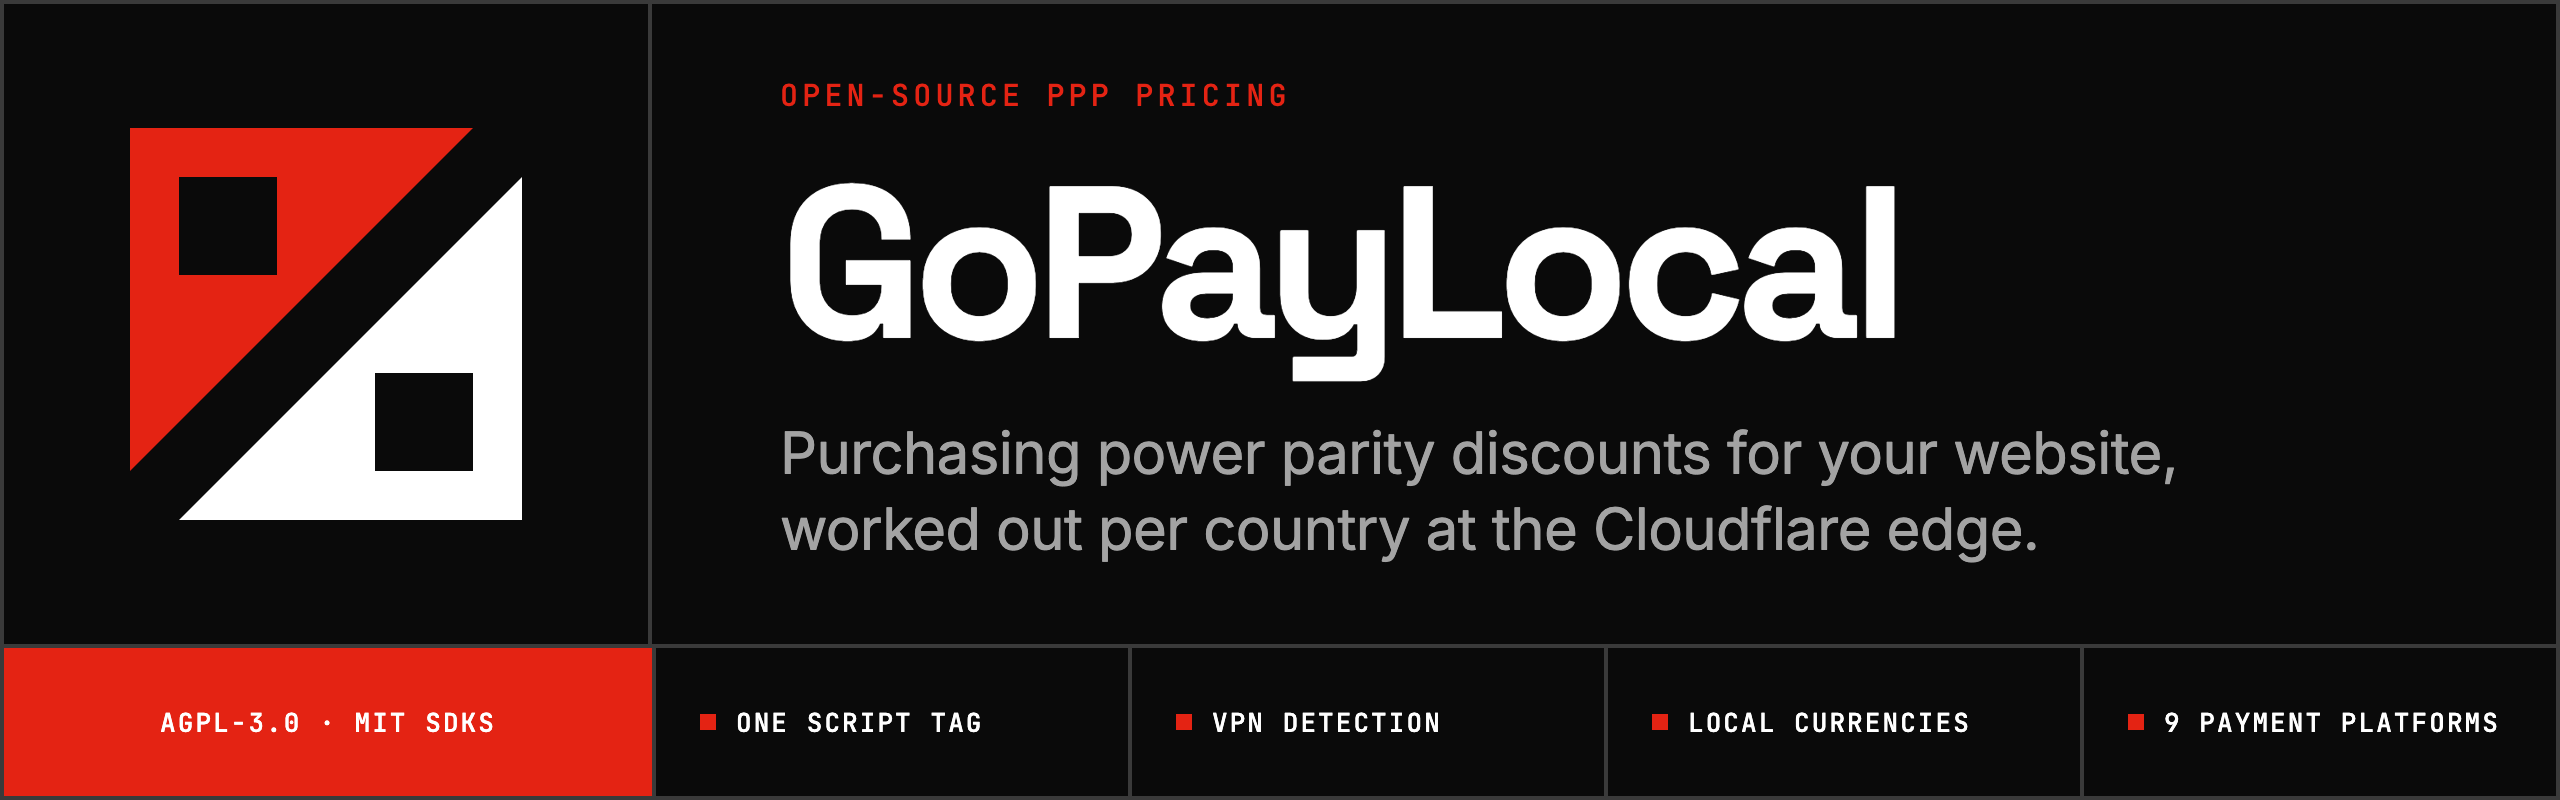 OPEN-SOURCE PPP PRICING
GoPayLocal
Purchasing power parity discounts for your website,
worked out per country at the Cloudflare edge.
AGPL-3.0 · MIT SDKS
ONE SCRIPT TAG
VPN DETECTION
LOCAL CURRENCIES
9 PAYMENT PLATFORMS